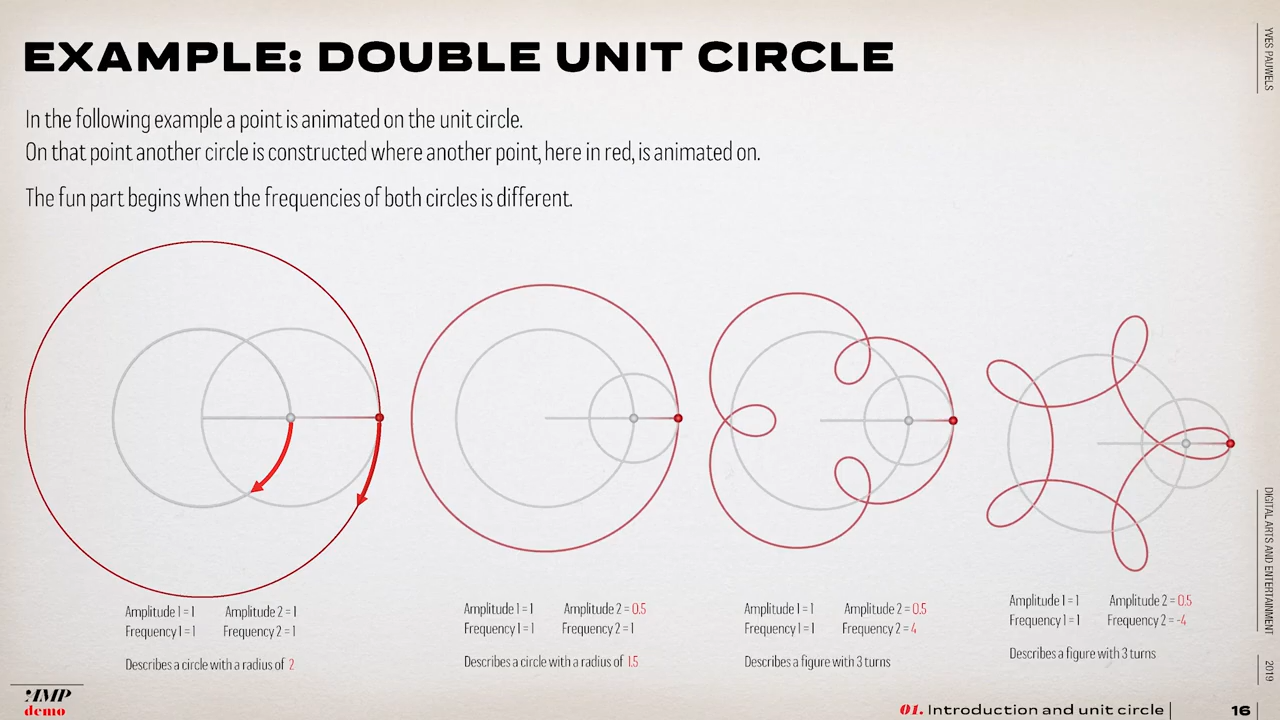 EXAMPLE: DOUBLE UNIT CIRCLE
In the following example a point is animated on the unit circle.
On that point another circle is constructed where another point, here in red, is animated on.
The fun part begins when the frequencies of both circles is different.
Amplitude 1 = 1 Amplitude 2 = 1
Frequency 1 = 1 Frequency 2 = 1
Describes a circle with a radius of 2
Amplitude 1 = 1 Amplitude 2 = 0.5
Frequency 1 = 1 Frequency 2 = 1
Describes a circle with a radius of 1.5
Amplitude 1 = 1 Amplitude 2 = 0.5
Frequency 1 = 1 Frequency 2 = 4
Describes a figure with 3 turns
Amplitude 1 = 1 Amplitude 2 = 0.5
Frequency 1 = 1 Frequency 2 = -4
Describes a figure with 3 turns
YVES PAUWELS
DIGITAL ARTS AND ENTERTAINMENT
2019
demo
01. Introduction and unit circle
16